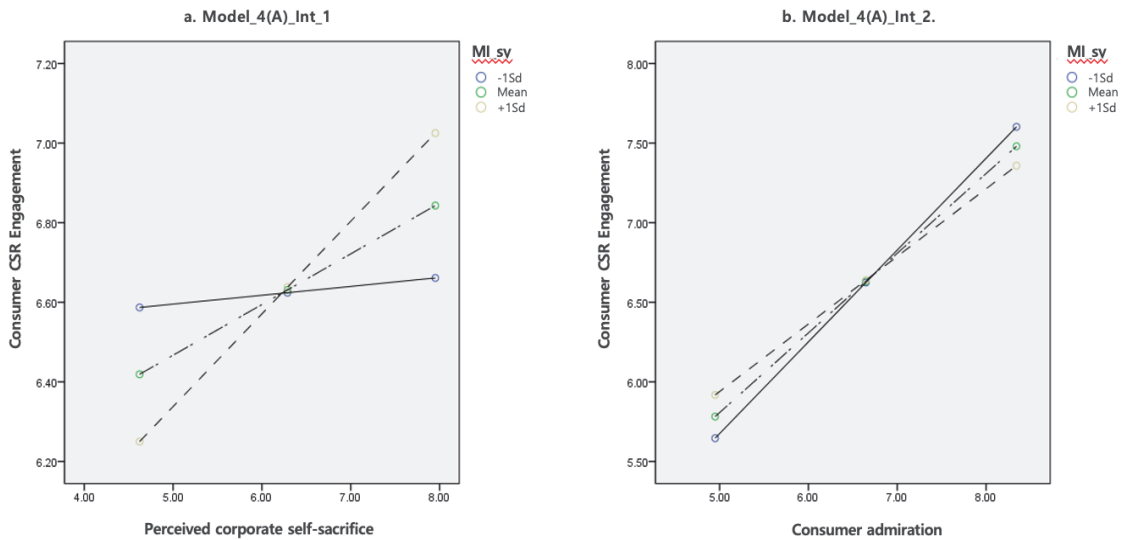 a. Model_4(A)_Int_1
MI_sy
-1Sd
Mean
+1Sd
7.20
7.00
6.80
6.60
6.40
6.20
Consumer CSR Engagement
4.00 5.00 6.00 7.00 8.00
Perceived corporate self-sacrifice
b. Model_4(A)_Int_2.
MI_sy
-1Sd
Mean
+1Sd
8.00
7.50
7.00
6.50
6.00
5.50
Consumer CSR Engagement
5.00 6.00 7.00 8.00
Consumer admiration